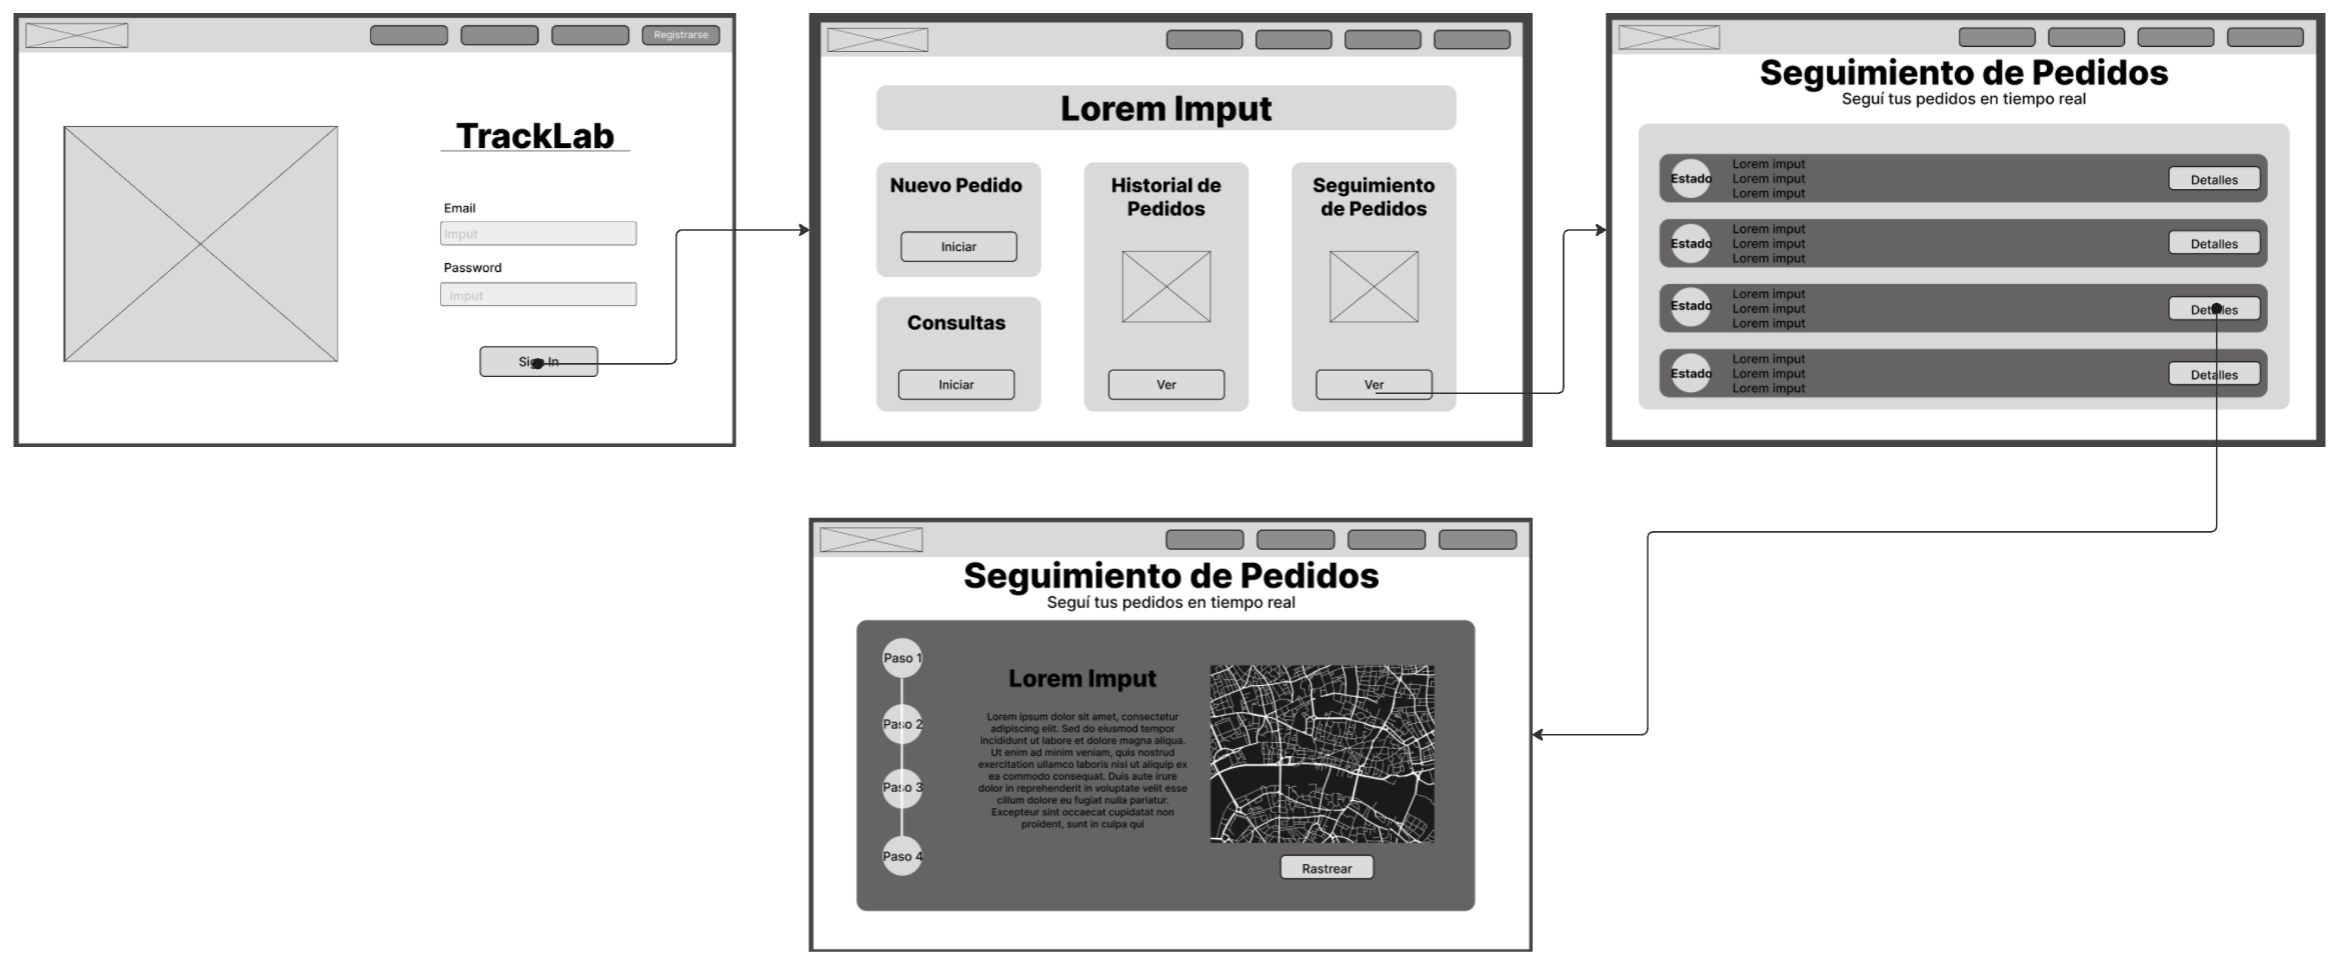 Registrarse
TrackLab
Email
Imput
Password
Imput
Sign In
Lorem Imput
Nuevo Pedido
Iniciar
Consultas
Iniciar
Historial de
Pedidos
Ver
Seguimiento
de Pedidos
Ver
Seguimiento de Pedidos
Seguí tus pedidos en tiempo real
Estado
Lorem imput
Lorem imput
Lorem imput
Detalles
Estado
Lorem imput
Lorem imput
Lorem imput
Detalles
Estado
Lorem imput
Lorem imput
Lorem imput
Detalles
Estado
Lorem imput
Lorem imput
Lorem imput
Detalles
Seguimiento de Pedidos
Seguí tus pedidos en tiempo real
Paso 1
Paso 2
Paso 3
Paso 4
Lorem Imput
Lorem ipsum dolor sit amet, consectetur
adipiscing elit. Sed do eiusmod tempor
incididunt ut labore et dolore magna aliqua.
Ut enim ad minim veniam, quis nostrud
exercitation ullamco laboris nisi ut aliquip ex
ea commodo consequat. Duis aute irure
dolor in reprehenderit in voluptate velit esse
cillum dolore eu fugiat nulla pariatur.
Excepteur sint occaecat cupidatat non
proident, sunt in culpa qui
Rastrear